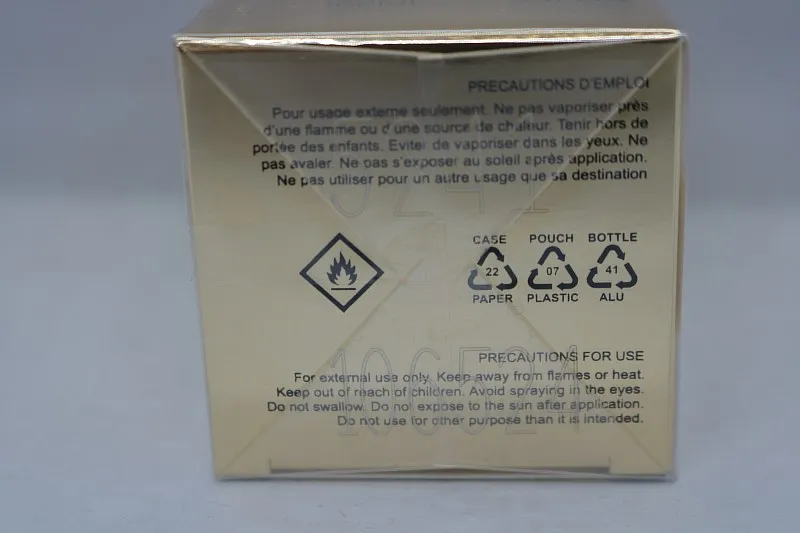 PRECAUTIONS D'EMPLOI
Pour usage externe seulement. Ne pas vaporiser près
d'une flamme ou d'une source de chaleur. Tenir hors de
portée des enfants. Eviter de vaporiser dans les yeux. Ne
pas avaler. Ne pas s'exposer au soleil après application.
Ne pas utiliser pour un autre usage que sa destination
5241
CASE POUCH BOTTLE
22 07 41
PAPER PLASTIC ALU
PRECAUTIONS FOR USE
For external use only. Keep away from flames or heat.
Keep out of reach of children. Avoid spraying in the eyes.
Do not swallow. Do not expose to the sun after application.
Do not use for other purpose than it is intended.
106524